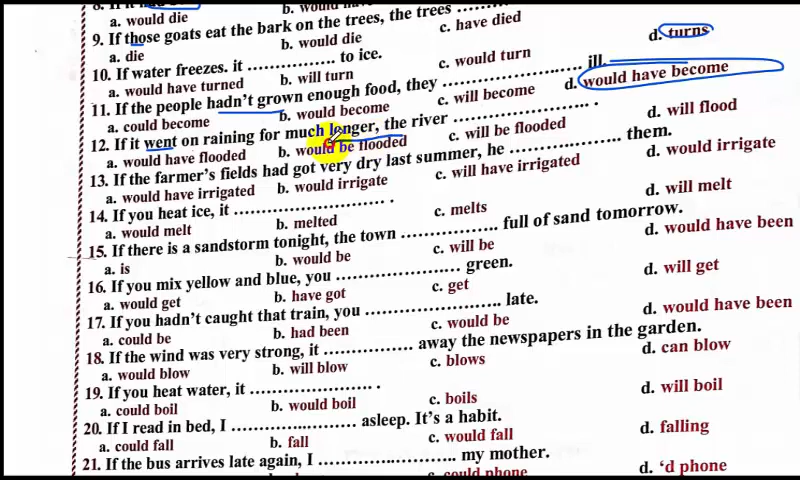 8. If it had
a. would die b. would have
9. If those goats eat the bark on the trees, the trees ..........
a. die b. would die c. have died d. turns
10. If water freezes. it ................ to ice.
a. would have turned b. will turn c. would turn
11. If the people hadn't grown enough food, they ......................... ill.
a. could become b. would become c. will become d. would have become
12. If it went on raining for much longer, the river ......................... .
a. would have flooded b. would be flooded c. will be flooded d. will flood
13. If the farmer's fields had got very dry last summer, he .................... them.
a. would have irrigated b. would irrigate c. will have irrigated d. would irrigate
14. If you heat ice, it ........................... .
a. would melt b. melted c. melts d. will melt
15. If there is a sandstorm tonight, the town .................. full of sand tomorrow.
a. is b. would be c. will be d. would have been
16. If you mix yellow and blue, you ...................... green.
a. would get b. have got c. get d. will get
17. If you hadn't caught that train, you ........................ late.
a. could be b. had been c. would be d. would have been
18. If the wind was very strong, it ................ away the newspapers in the garden.
a. would blow b. will blow c. blows d. can blow
19. If you heat water, it ........................ .
a. could boil b. would boil c. boils d. will boil
20. If I read in bed, I ...................... asleep. It's a habit.
a. could fall b. fall c. would fall d. falling
21. If the bus arrives late again, I ......................... my mother.
c. could phone d. 'd phone